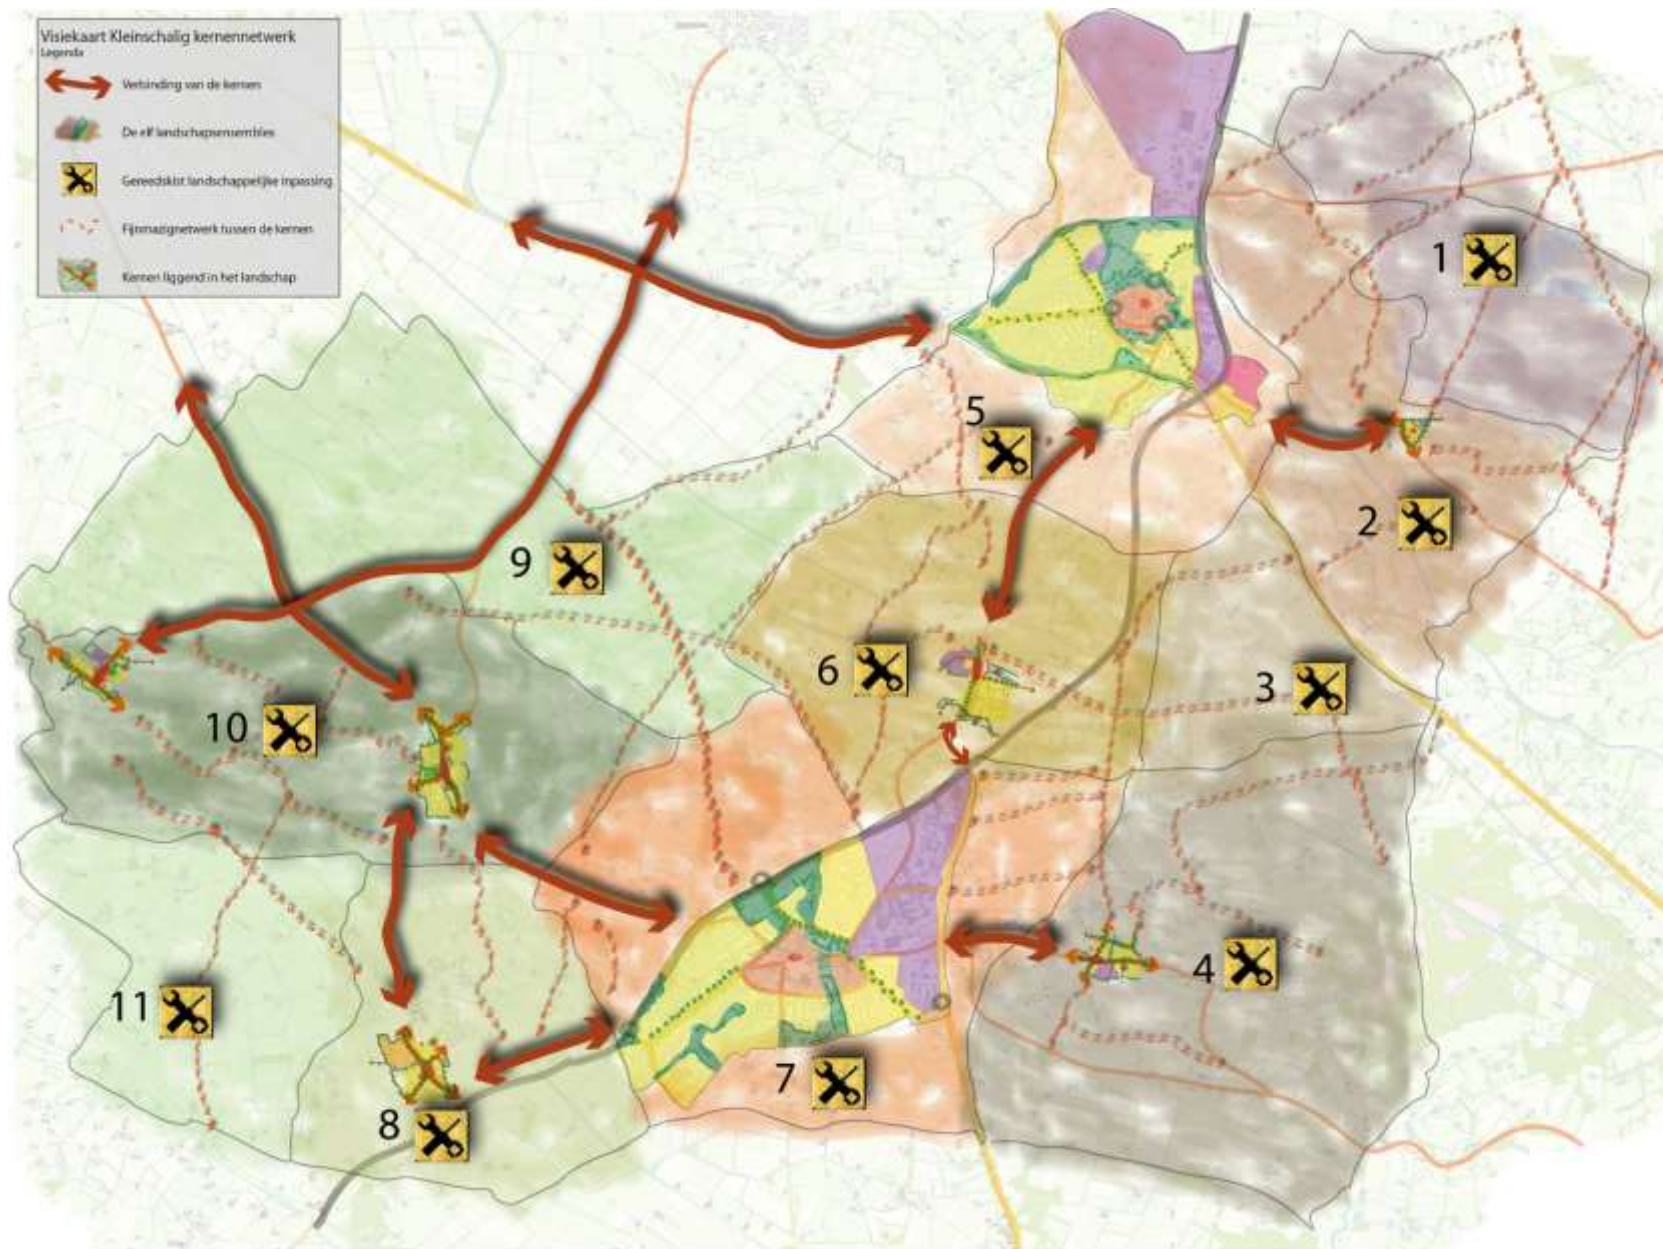 Visiekaart Kleinschalig kernennetwerk
Legenda
Verbinding van de kernen
De elf landschapsensembles
Gereedskist landschappelijke inpassing
Fijnmazignetwerk tussen de kernen
Kernen liggend in het landschap
1
5
2
9
6
3
10
4
11
7
8